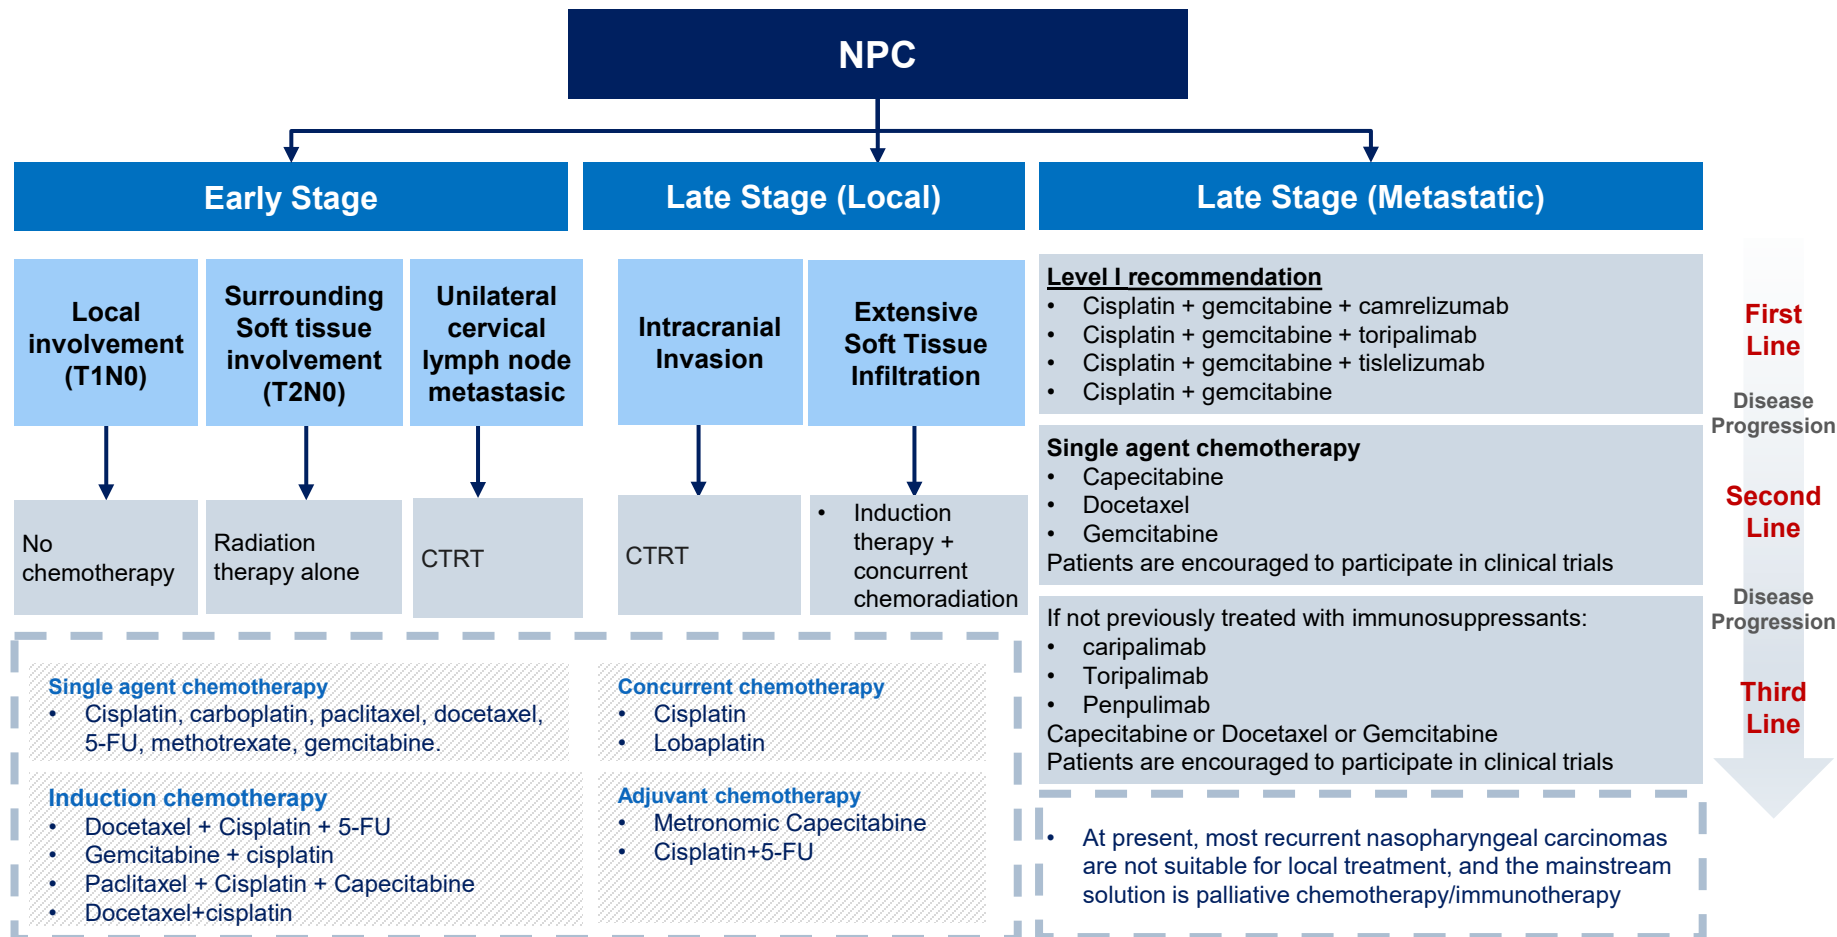 NPC
Early Stage
Late Stage (Local)
Late Stage (Metastatic)
Local
involvement
(T1N0)
Surrounding
Soft tissue
involvement
(T2N0)
Unilateral
cervical
lymph node
metastasic
Intracranial
Invasion
Extensive
Soft Tissue
Infiltration
No
chemotherapy
Radiation
therapy alone
CTRT
CTRT
• Induction
therapy +
concurrent
chemoradiation
Single agent chemotherapy
• Cisplatin, carboplatin, paclitaxel, docetaxel,
5-FU, methotrexate, gemcitabine.
Concurrent chemotherapy
• Cisplatin
• Lobaplatin
Induction chemotherapy
• Docetaxel + Cisplatin + 5-FU
• Gemcitabine + cisplatin
• Paclitaxel + Cisplatin + Capecitabine
• Docetaxel+cisplatin
Adjuvant chemotherapy
• Metronomic Capecitabine
• Cisplatin+5-FU
Level I recommendation
• Cisplatin + gemcitabine + camrelizumab
• Cisplatin + gemcitabine + toripalimab
• Cisplatin + gemcitabine + tislelizumab
• Cisplatin + gemcitabine
First
Line
Disease
Progression
Single agent chemotherapy
• Capecitabine
• Docetaxel
• Gemcitabine
Patients are encouraged to participate in clinical trials
Second
Line
Disease
Progression
If not previously treated with immunosuppressants:
• caripalimab
• Toripalimab
• Penpulimab
Capecitabine or Docetaxel or Gemcitabine
Patients are encouraged to participate in clinical trials
Third
Line
• At present, most recurrent nasopharyngeal carcinomas
are not suitable for local treatment, and the mainstream
solution is palliative chemotherapy/immunotherapy